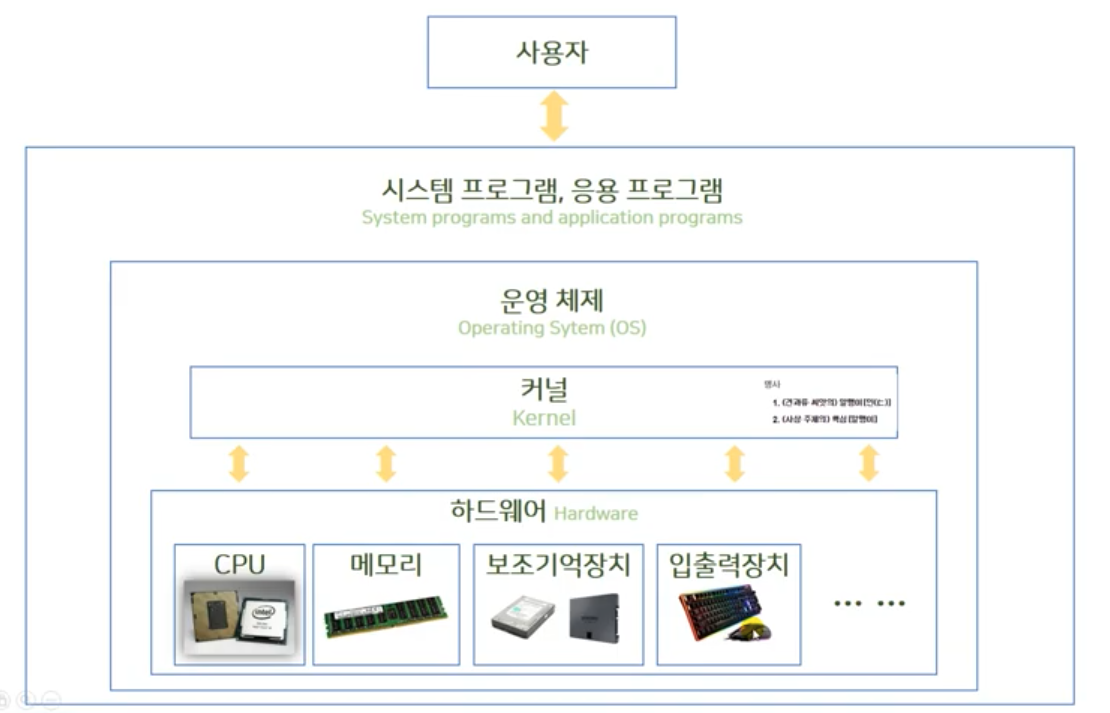 사용자
시스템 프로그램, 응용 프로그램
System programs and application programs
운영 체제
Operating Sytem (OS)
커널
Kernel
명사
1. (견과류·씨앗의) 알맹이[인(仁)]
2. (사상·주제의) 핵심[알맹이]
하드웨어 Hardware
CPU
메모리
보조기억장치
입출력장치
... ...
intel